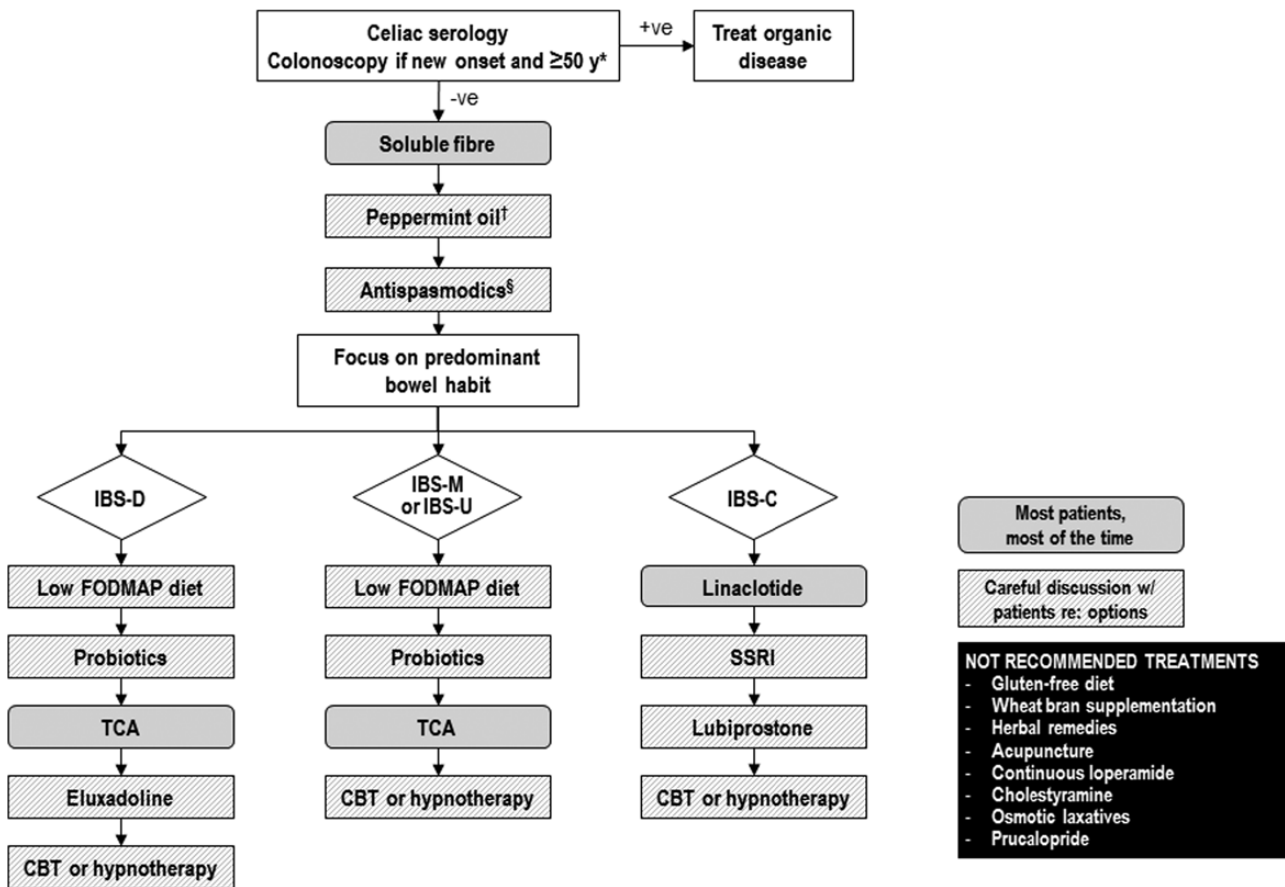 Celiac serology
Colonoscopy if new onset and ≥50 y*
+ve
Treat organic
disease
-ve
Soluble fibre
Peppermint oil†
Antispasmodics§
Focus on predominant
bowel habit
IBS-D
IBS-M
or IBS-U
IBS-C
Low FODMAP diet
Low FODMAP diet
Linaclotide
Probiotics
Probiotics
SSRI
TCA
TCA
Lubiprostone
Eluxadoline
CBT or hypnotherapy
CBT or hypnotherapy
CBT or hypnotherapy
Most patients,
most of the time
Careful discussion w/
patients re: options
NOT RECOMMENDED TREATMENTS
- Gluten-free diet
- Wheat bran supplementation
- Herbal remedies
- Acupuncture
- Continuous loperamide
- Cholestyramine
- Osmotic laxatives
- Prucalopride